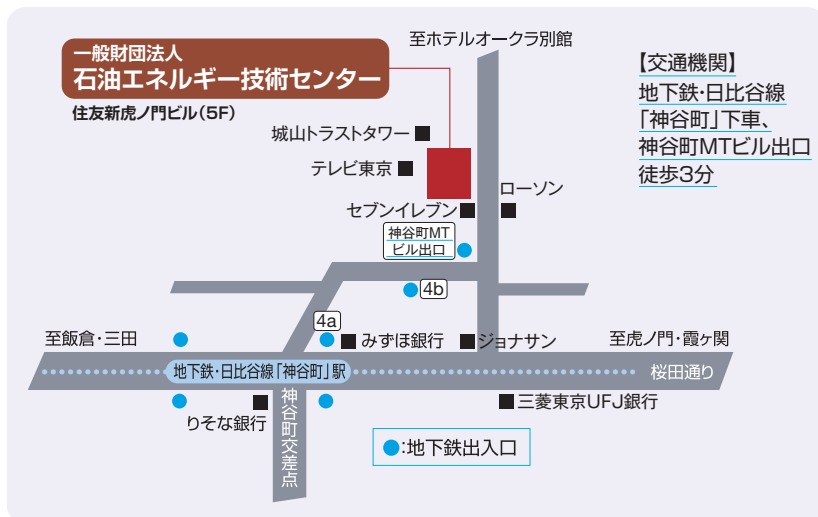 至ホテルオークラ別館
一般財団法人
石油エネルギー技術センター
住友新虎ノ門ビル（5F）
【交通機関】
地下鉄・日比谷線
「神谷町」下車、
神谷町MTビル出口
徒歩3分
城山トラストタワー
テレビ東京
ローソン
セブンイレブン
神谷町MT
ビル出口
4b
4a
至飯倉・三田
みずほ銀行
ジョナサン
至虎ノ門・霞ヶ関
地下鉄・日比谷線「神谷町」駅
桜田通り
りそな銀行
神谷町交差点
三菱東京UFJ銀行
：地下鉄出入口